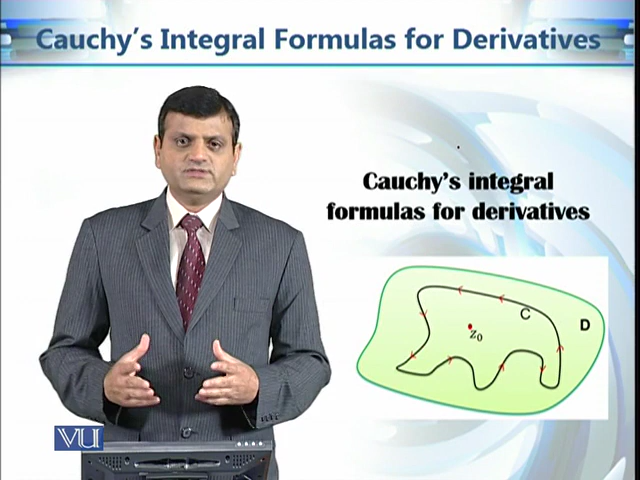 Cauchy's Integral Formulas for Derivatives
Cauchy's integral
formulas for derivatives
C
D
z₀
VU